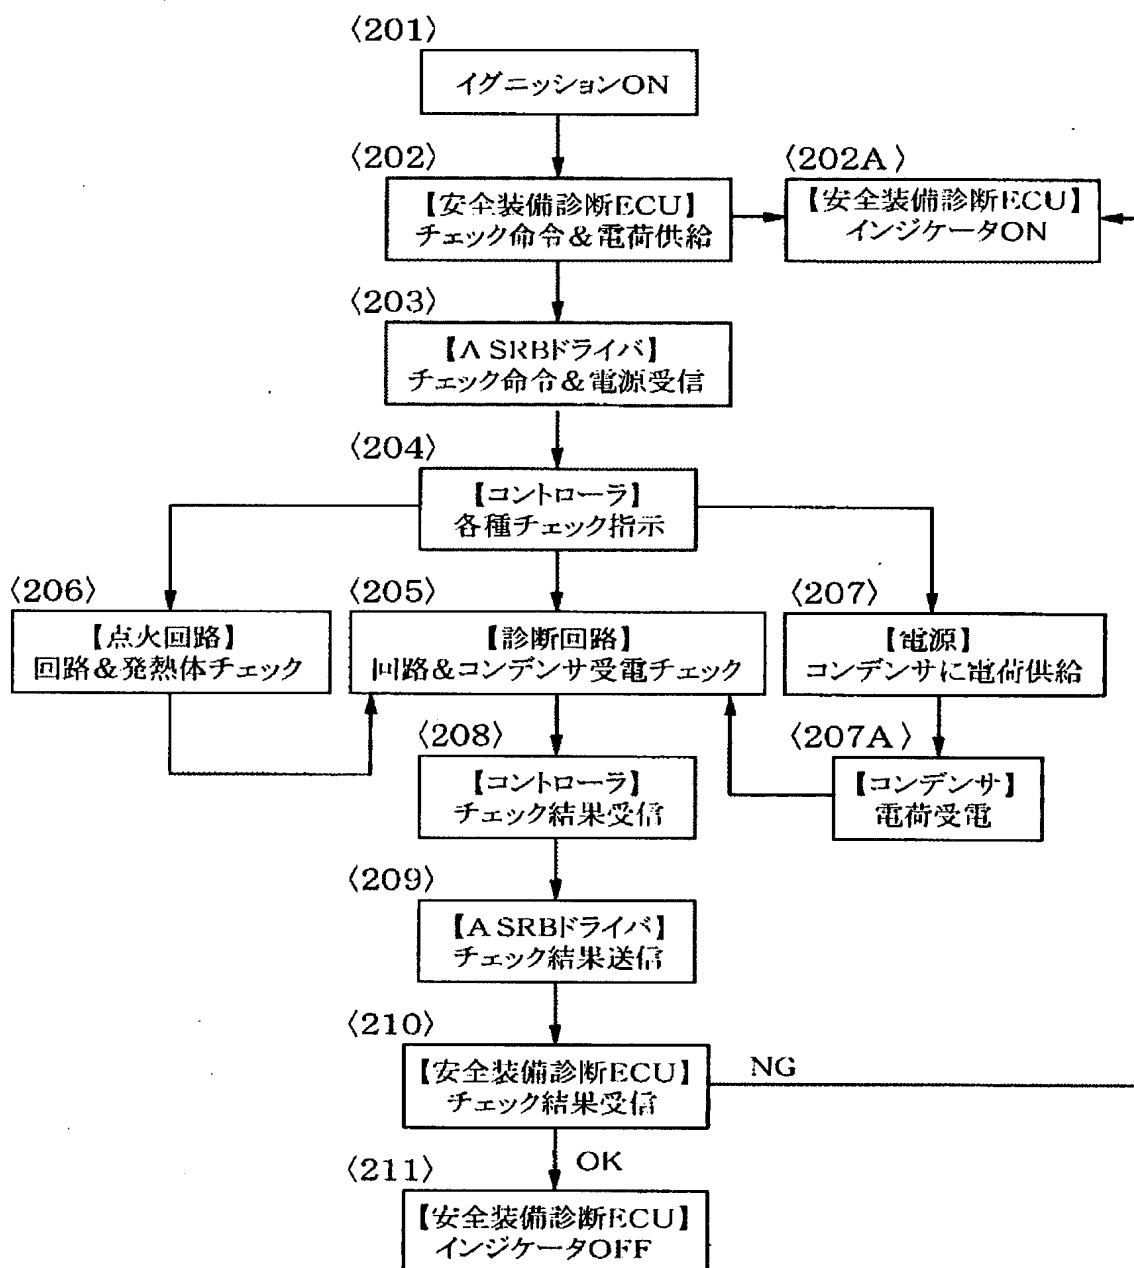 〈201〉
イグニッションON
〈202〉
【安全装備診断ECU】
チェック命令&電荷供給
〈202A〉
【安全装備診断ECU】
インジケータON
〈203〉
【A SRBドライバ】
チェック命令&電源受信
〈204〉
【コントローラ】
各種チェック指示
〈206〉
【点火回路】
回路&発熱体チェック
〈205〉
【診断回路】
回路&コンデンサ受電チェック
〈207〉
【電源】
コンデンサに電荷供給
〈207A〉
【コンデンサ】
電荷受電
〈208〉
【コントローラ】
チェック結果受信
〈209〉
【A SRBドライバ】
チェック結果送信
〈210〉
【安全装備診断ECU】
チェック結果受信
NG
OK
〈211〉
【安全装備診断ECU】
インジケータOFF